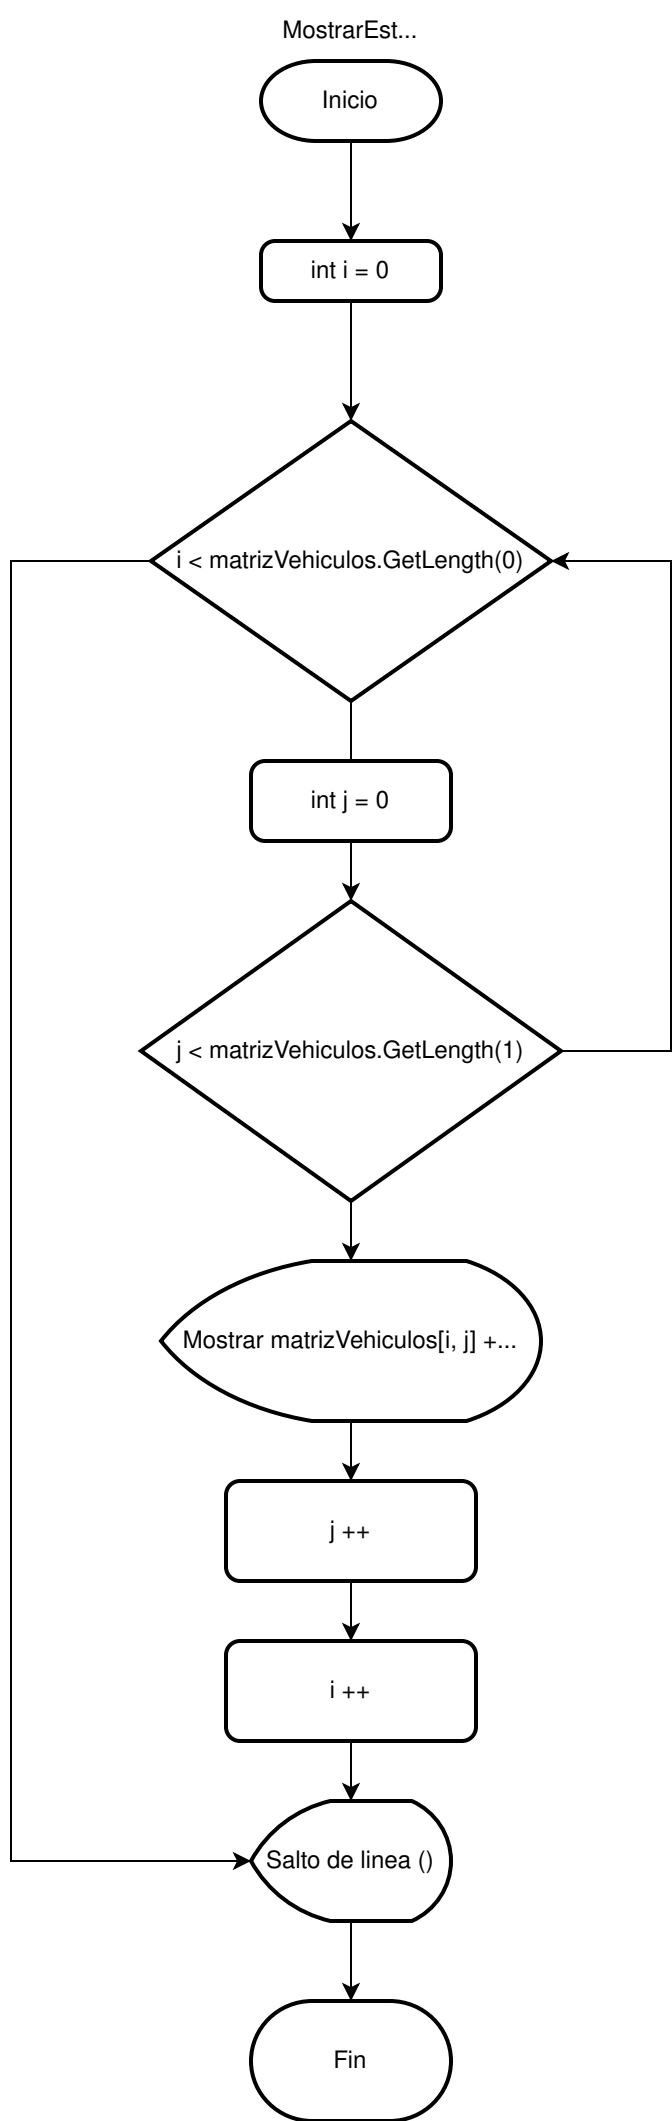 MostrarEst...
Inicio
int i = 0
i < matrizVehiculos.GetLength(0)
int j = 0
j < matrizVehiculos.GetLength(1)
Mostrar matrizVehiculos[i, j] +...
j ++
i ++
Salto de linea ()
Fin